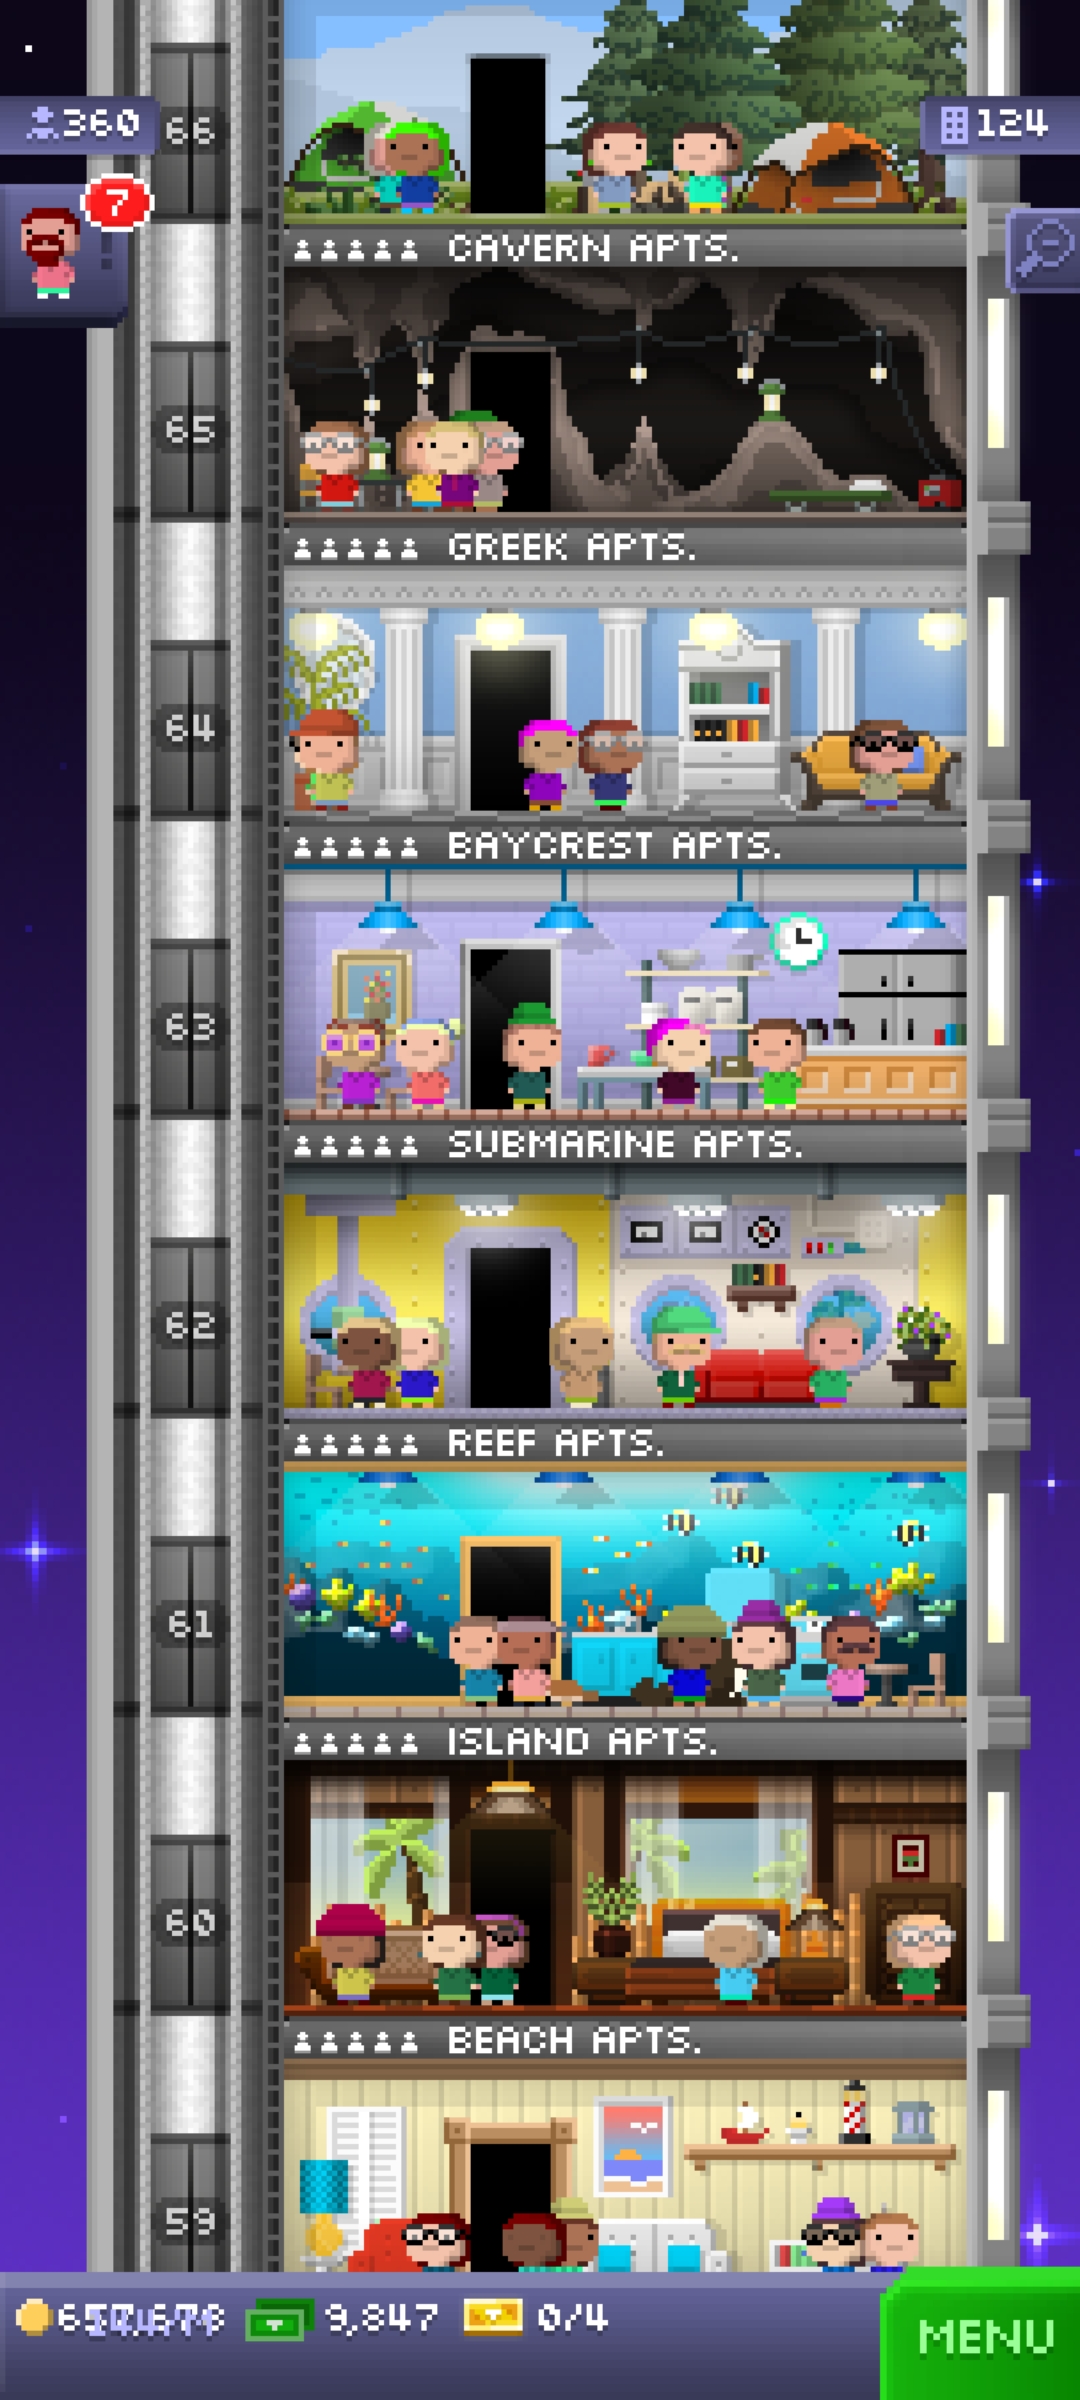 360
66
124
7
CAVERN APTS.
65
GREEK APTS.
64
BAYCREST APTS.
63
SUBMARINE APTS.
62
REEF APTS.
61
ISLAND APTS.
60
BEACH APTS.
59
9,847
0/4
MENU